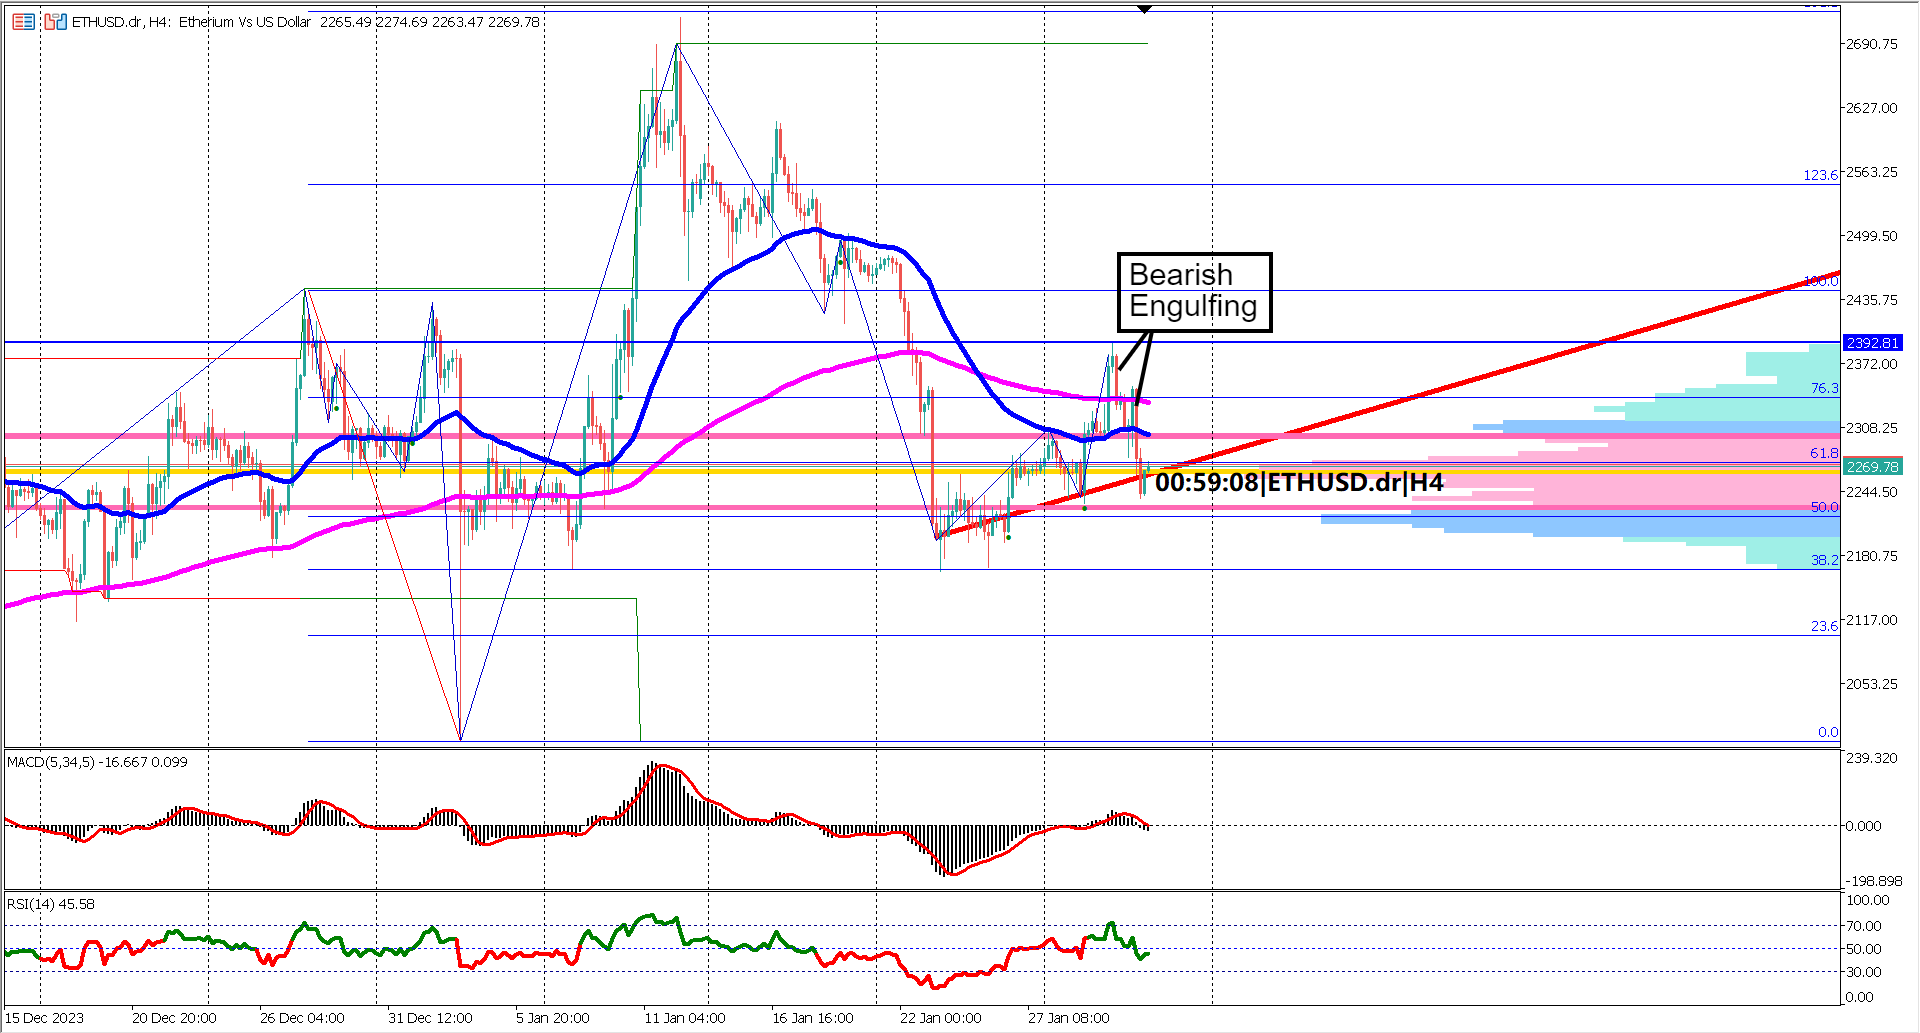 ETHUSD.dr, H4: Etherium Vs US Dollar 2265.49 2274.69 2263.47 2269.78
2690.75
2627.00
123.6
2563.25
2499.50
Bearish
Engulfing
100.0
2435.75
2392.81
2372.00
76.3
2308.25
61.8
2269.78
00:59:08|ETHUSD.dr|H4
2244.50
50.0
38.2
2180.75
2117.00
23.6
2053.25
0.0
MACD(5,34,5) -16.667 0.099
239.320
0.000
-198.898
RSI(14) 45.58
100.00
70.00
50.00
30.00
0.00
15 Dec 2023
20 Dec 20:00
26 Dec 04:00
31 Dec 12:00
5 Jan 20:00
11 Jan 04:00
16 Jan 16:00
22 Jan 00:00
27 Jan 08:00